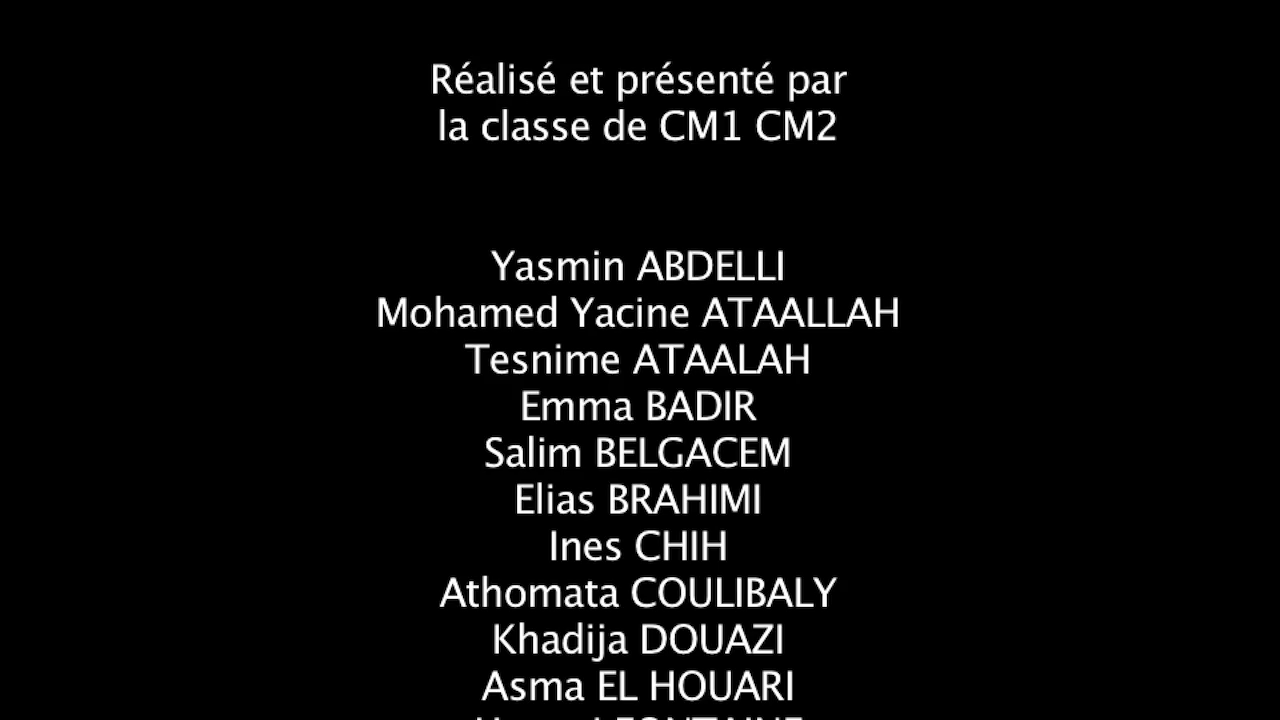 Réalisé et présenté par
la classe de CM1 CM2
Yasmin ABDELLI
Mohamed Yacine ATAALLAH
Tesnime ATAALAH
Emma BADIR
Salim BELGACEM
Elias BRAHIMI
Ines CHIH
Athomata COULIBALY
Khadija DOUAZI
Asma EL HOUARI